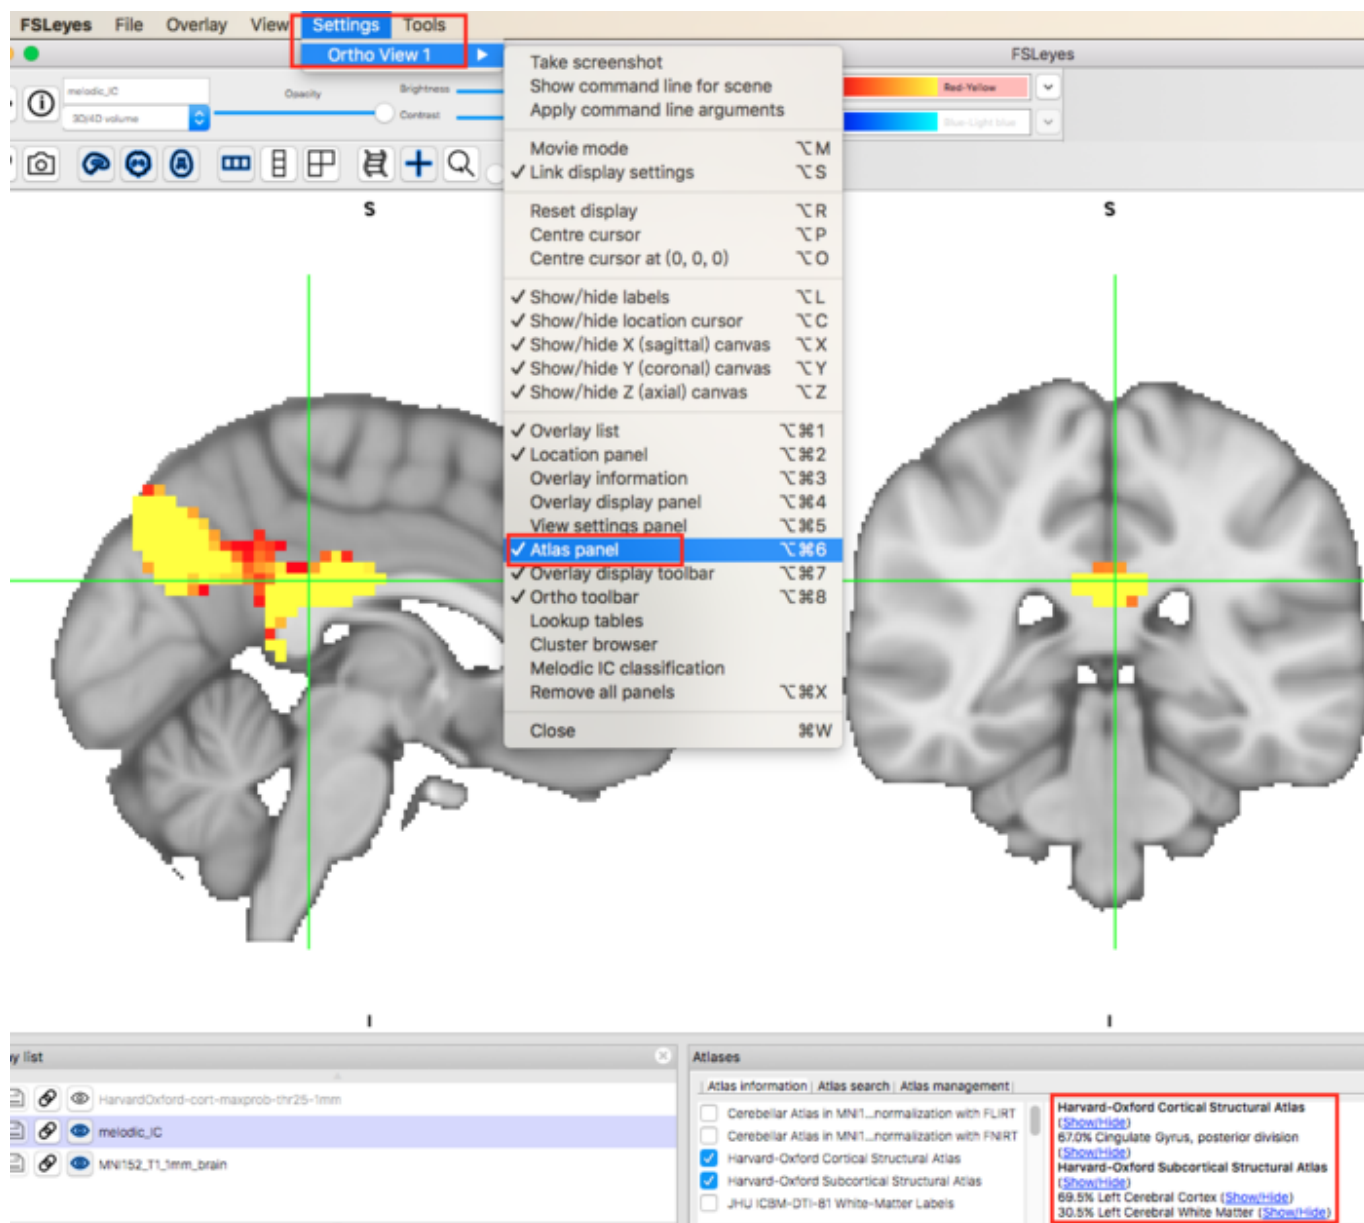 FSLeyes File Overlay View Settings Tools
Ortho View 1
FSLeyes
melodic_IC
3D/4D volume
Opacity
Brightness
Contrast
Red-Yellow
Blue-Light blue
Take screenshot
Show command line for scene
Apply command line arguments
Movie mode ⌥M
✓ Link display settings ⌥S
Reset display ⌥R
Centre cursor ⌥P
Centre cursor at (0, 0, 0) ⌥O
✓ Show/hide labels ⌥L
✓ Show/hide location cursor ⌥C
✓ Show/hide X (sagittal) canvas ⌥X
✓ Show/hide Y (coronal) canvas ⌥Y
✓ Show/hide Z (axial) canvas ⌥Z
✓ Overlay list ⌥⌘1
✓ Location panel ⌥⌘2
Overlay information ⌥⌘3
Overlay display panel ⌥⌘4
View settings panel ⌥⌘5
✓ Atlas panel ⌥⌘6
✓ Overlay display toolbar ⌥⌘7
✓ Ortho toolbar ⌥⌘8
Lookup tables
Cluster browser
Melodic IC classification
Remove all panels ⌥⌘X
Close ⌘W
S
S
I
I
y list
HarvardOxford-cort-maxprob-thr25-1mm
melodic_IC
MNI152_T1_1mm_brain
Atlases
Atlas information Atlas search Atlas management
Cerebellar Atlas in MNI1...normalization with FLIRT
Cerebellar Atlas in MNI1...normalization with FNIRT
Harvard-Oxford Cortical Structural Atlas
Harvard-Oxford Subcortical Structural Atlas
JHU ICBM-DTI-81 White-Matter Labels
Harvard-Oxford Cortical Structural Atlas
(Show/Hide)
67.0% Cingulate Gyrus, posterior division
(Show/Hide)
Harvard-Oxford Subcortical Structural Atlas
(Show/Hide)
69.5% Left Cerebral Cortex (Show/Hide)
30.5% Left Cerebral White Matter (Show/Hide)